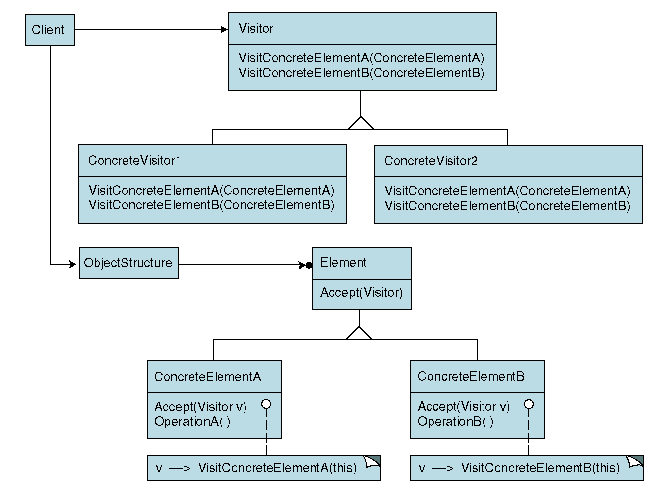 Client
Visitor
VisitConcreteElementA(ConcreteElementA)
VisitConcreteElementB(ConcreteElementB)
ConcreteVisitor1
ConcreteVisitor2
VisitConcreteElementA(ConcreteElementA)
VisitConcreteElementA(ConcreteElementA)
VisitConcreteElementB(ConcreteElementB)
VisitConcreteElementB(ConcreteElementB)
ObjectStructure
Element
Accept(Visitor)
ConcreteElementA
ConcreteElementB
Accept(Visitor v)
Accept(Visitor v)
OperationA( )
OperationB( )
v —> VisitConcreteElementA(this)
v —> VisitConcreteElementB(this)